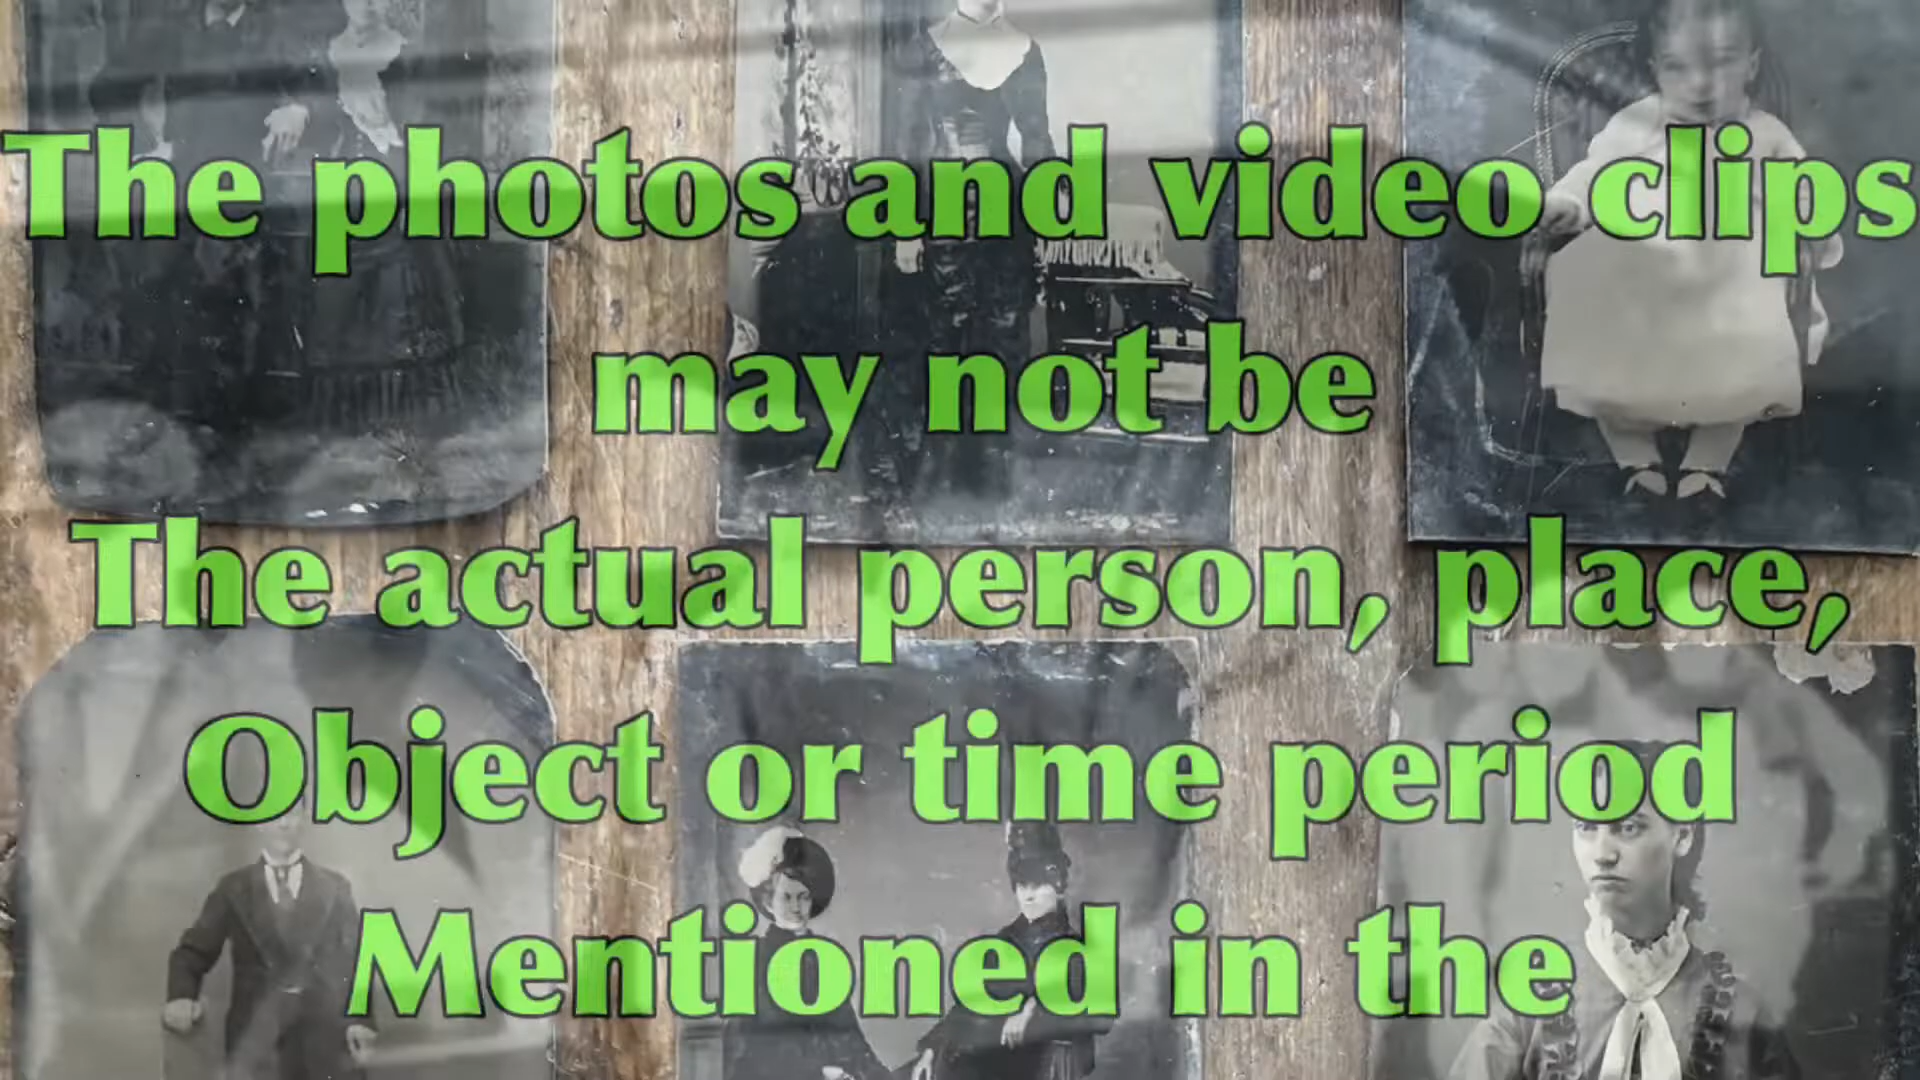 The photos and video clips
may not be
The actual person, place,
Object or time period
Mentioned in the